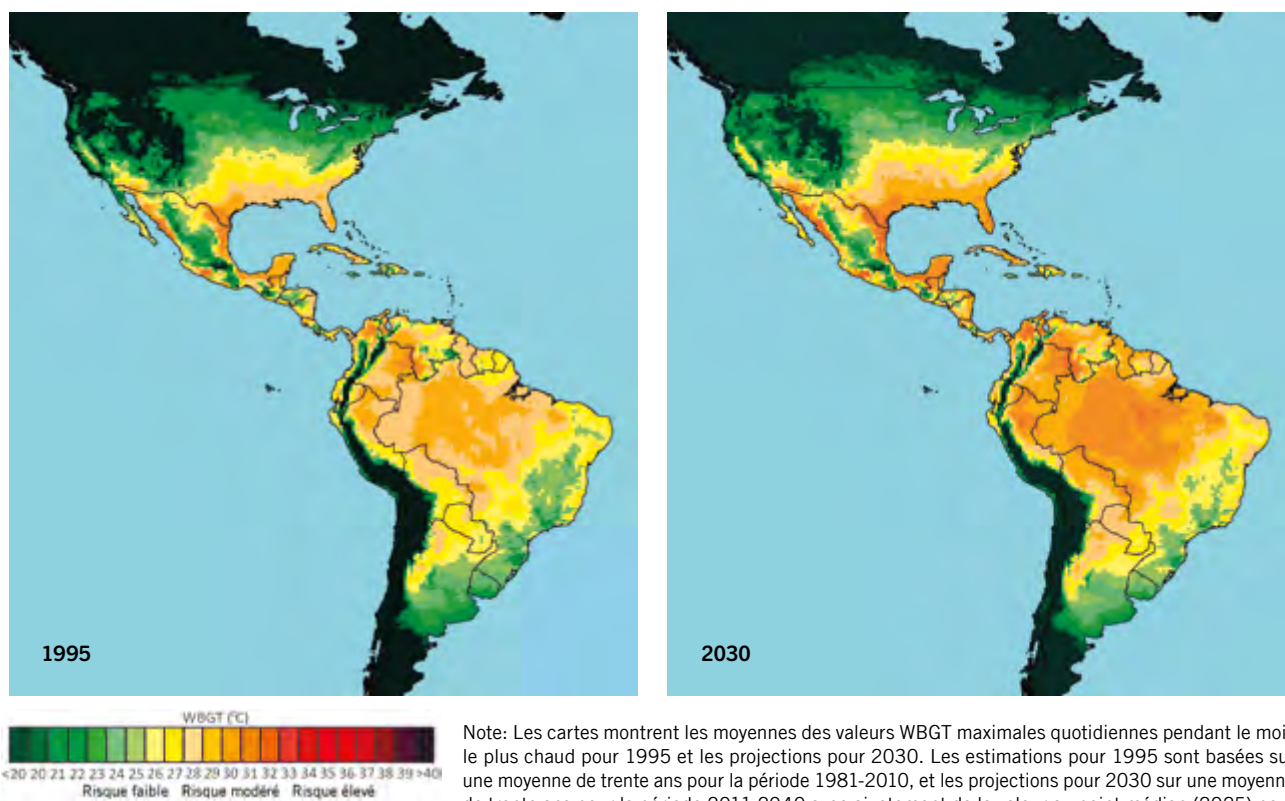 1995
2030
WBGT (°C)
<20 20 21 22 23 24 25 26 27 28 29 30 31 32 33 34 35 36 37 38 39 >40
Risque faible Risque modéré Risque élevé
Note: Les cartes montrent les moyennes des valeurs WBGT maximales quotidiennes pendant le moi
le plus chaud pour 1995 et les projections pour 2030. Les estimations pour 1995 sont basées su
une moyenne de trente ans pour la période 1981-2010, et les projections pour 2030 sur une moyenn